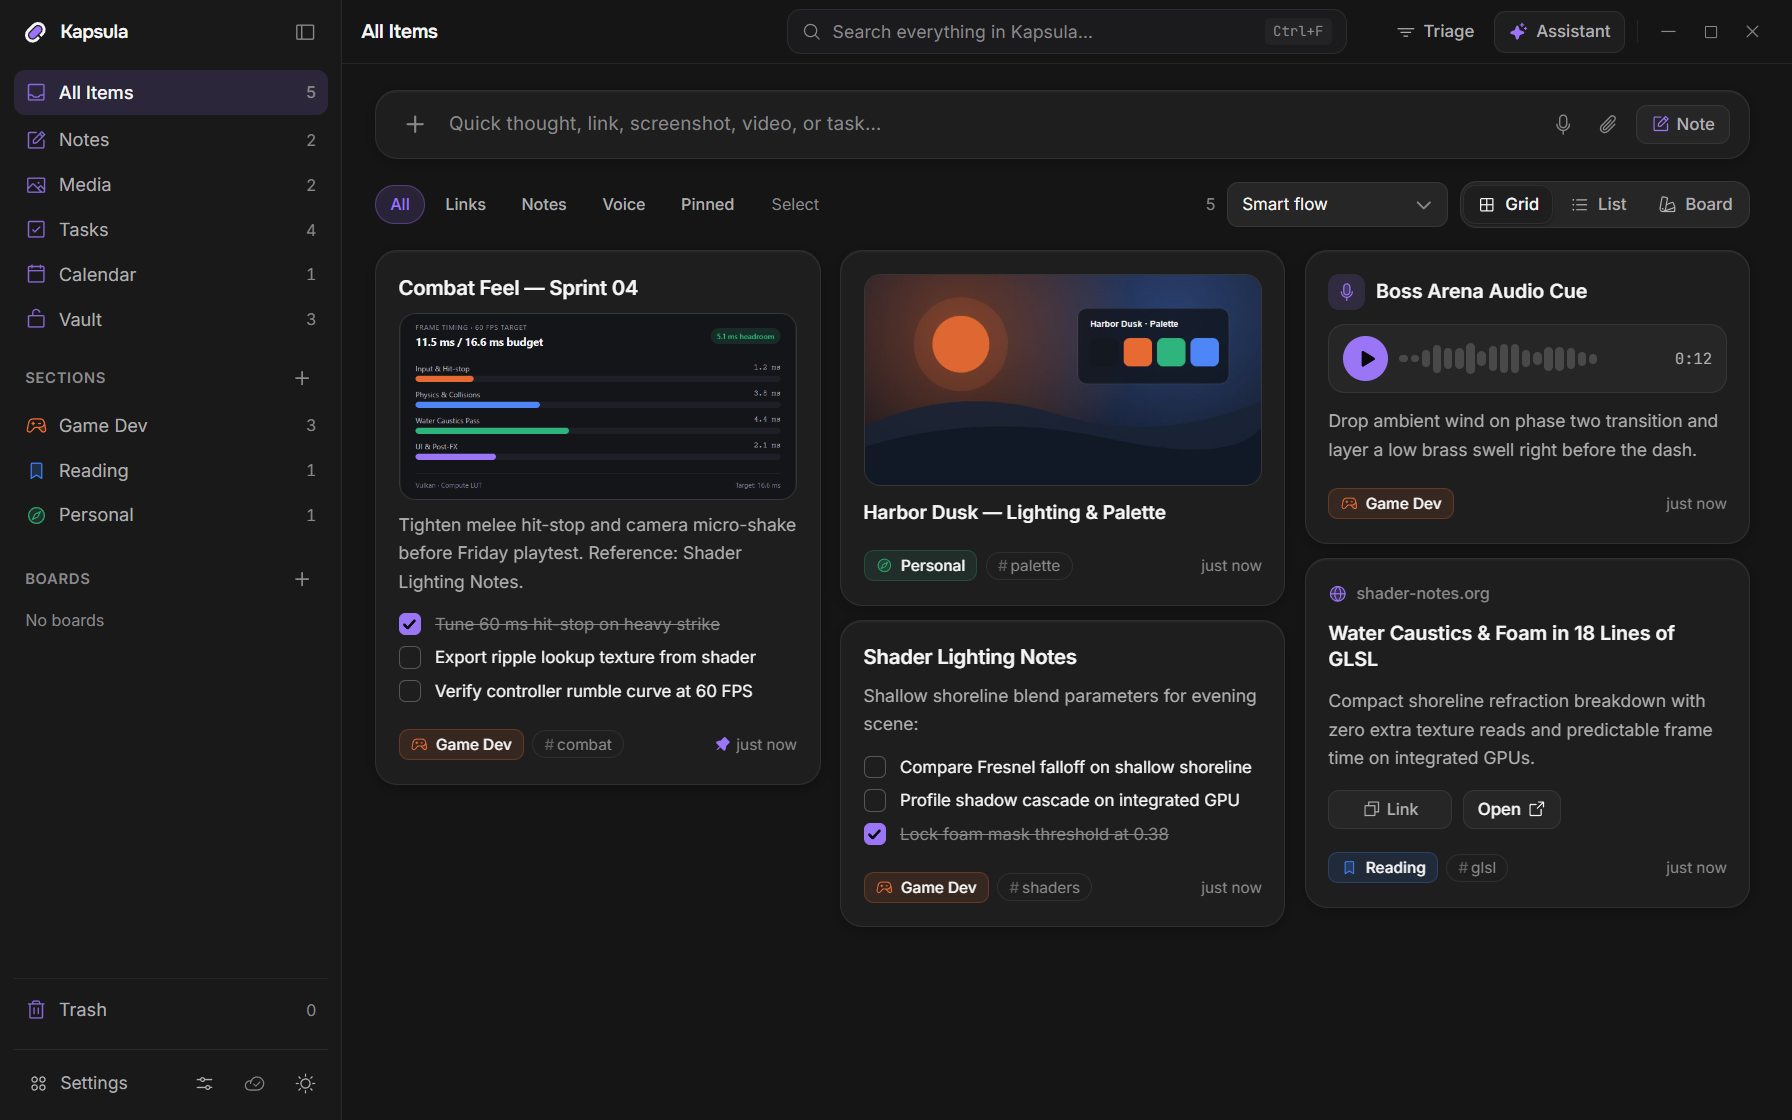 Kapsula
All Items 5
Notes 2
Media 2
Tasks 4
Calendar 1
Vault 3
SECTIONS
Game Dev 3
Reading 1
Personal 1
BOARDS
No boards
Trash 0
Settings
All Items
Search everything in Kapsula... Ctrl+F
Triage
Assistant
Quick thought, link, screenshot, video, or task...
Note
All Links Notes Voice Pinned Select
5
Smart flow
Grid List Board
Combat Feel — Sprint 04
FRAME TIMING · 60 FPS TARGET
11.5 ms / 16.6 ms budget
5.1 ms headroom
Input & Hit-stop 1.2 ms
Physics & Collisions 3.8 ms
Water Caustics Pass 4.4 ms
UI & Post-FX 2.1 ms
Vulkan · Compute LUT Target: 16.6 ms
Tighten melee hit-stop and camera micro-shake
before Friday playtest. Reference: Shader
Lighting Notes.
Tune 60 ms hit-stop on heavy strike
Export ripple lookup texture from shader
Verify controller rumble curve at 60 FPS
Game Dev #combat just now
Harbor Dusk · Palette
Harbor Dusk — Lighting & Palette
Personal #palette just now
Shader Lighting Notes
Shallow shoreline blend parameters for evening
scene:
Compare Fresnel falloff on shallow shoreline
Profile shadow cascade on integrated GPU
Lock foam mask threshold at 0.38
Game Dev #shaders just now
Boss Arena Audio Cue
0:12
Drop ambient wind on phase two transition and
layer a low brass swell right before the dash.
Game Dev just now
shader-notes.org
Water Caustics & Foam in 18 Lines of
GLSL
Compact shoreline refraction breakdown with
zero extra texture reads and predictable frame
time on integrated GPUs.
Link Open
Reading #glsl just now